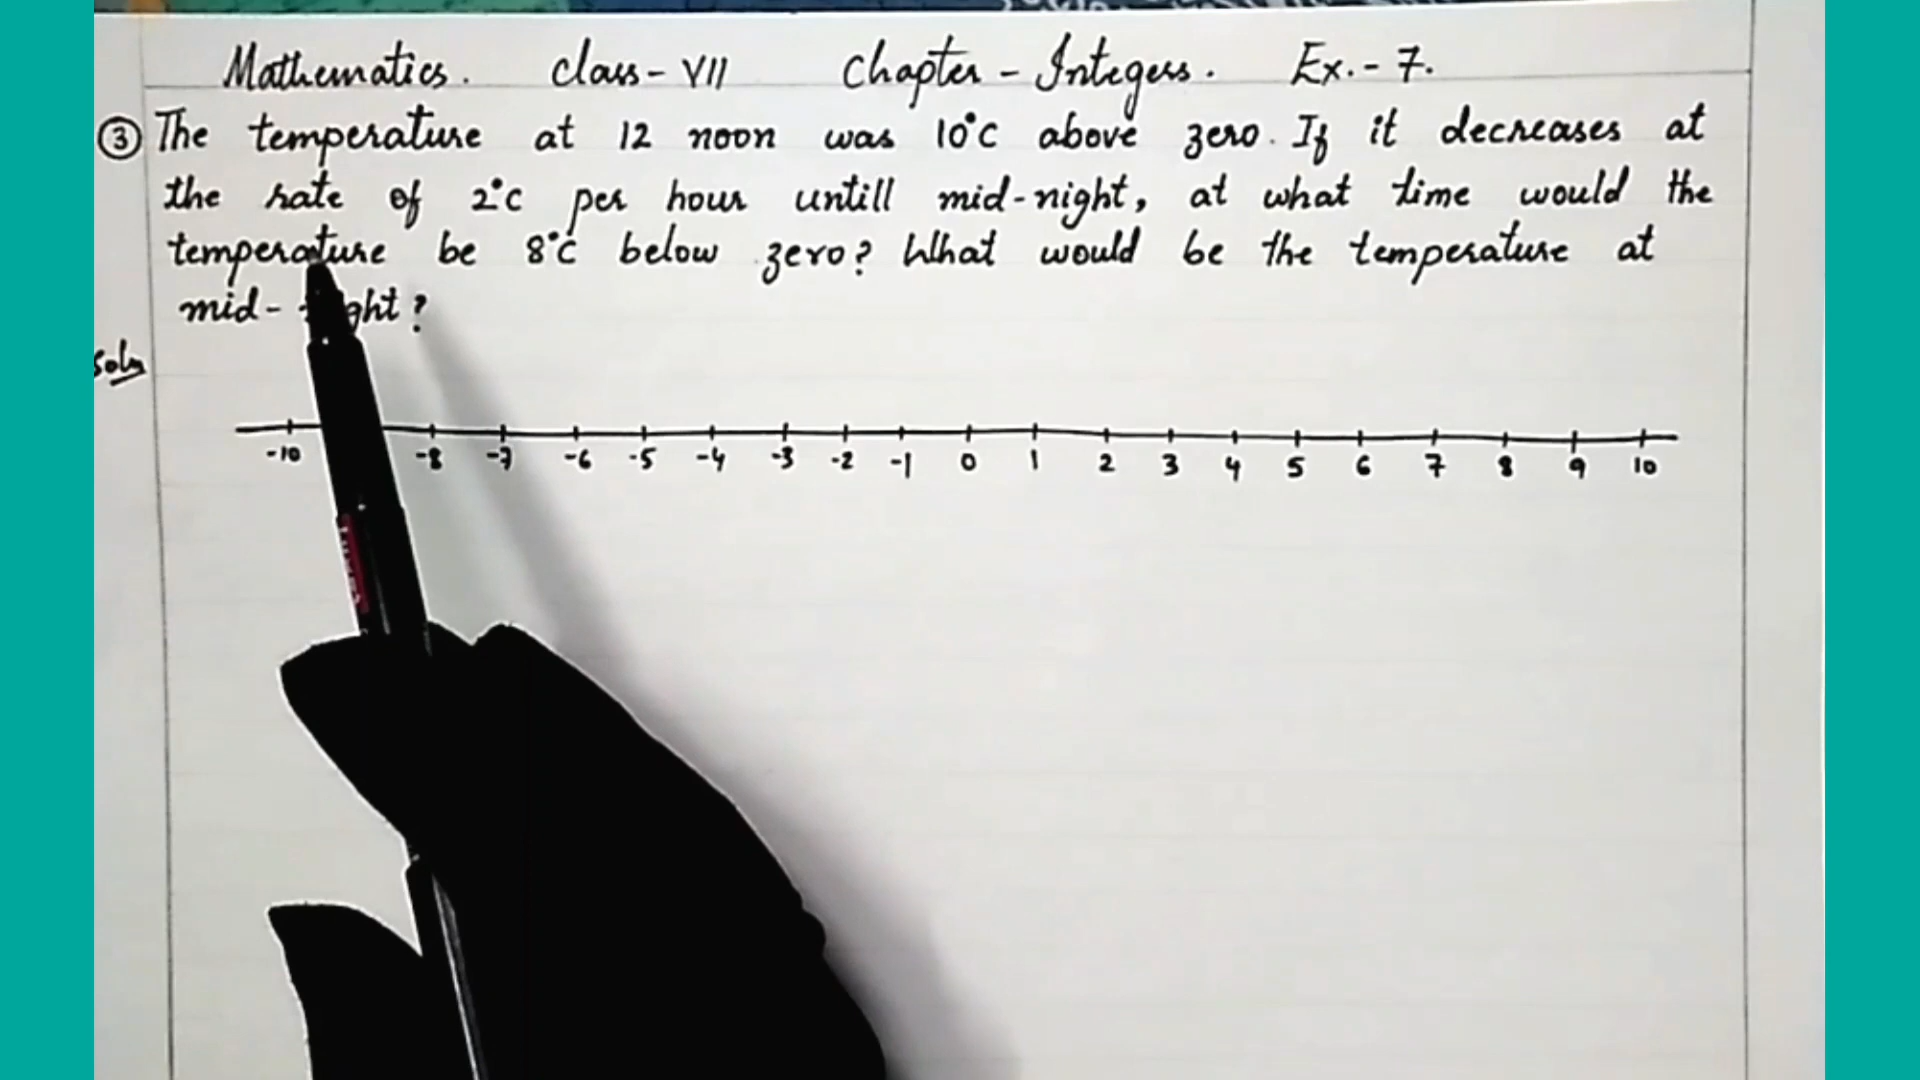 Mathematics. Class-VII Chapter - Integers. Ex.-7.
③ The temperature at 12 noon was 10°C above zero. If it decreases at
the rate of 2°C per hour untill mid-night, at what time would the
temperature be 8°C below zero? What would be the temperature at
mid- ?
Soln
-10 -8 -7 -6 -5 -4 -3 -2 -1 0 1 2 3 4 5 6 7 8 9 10